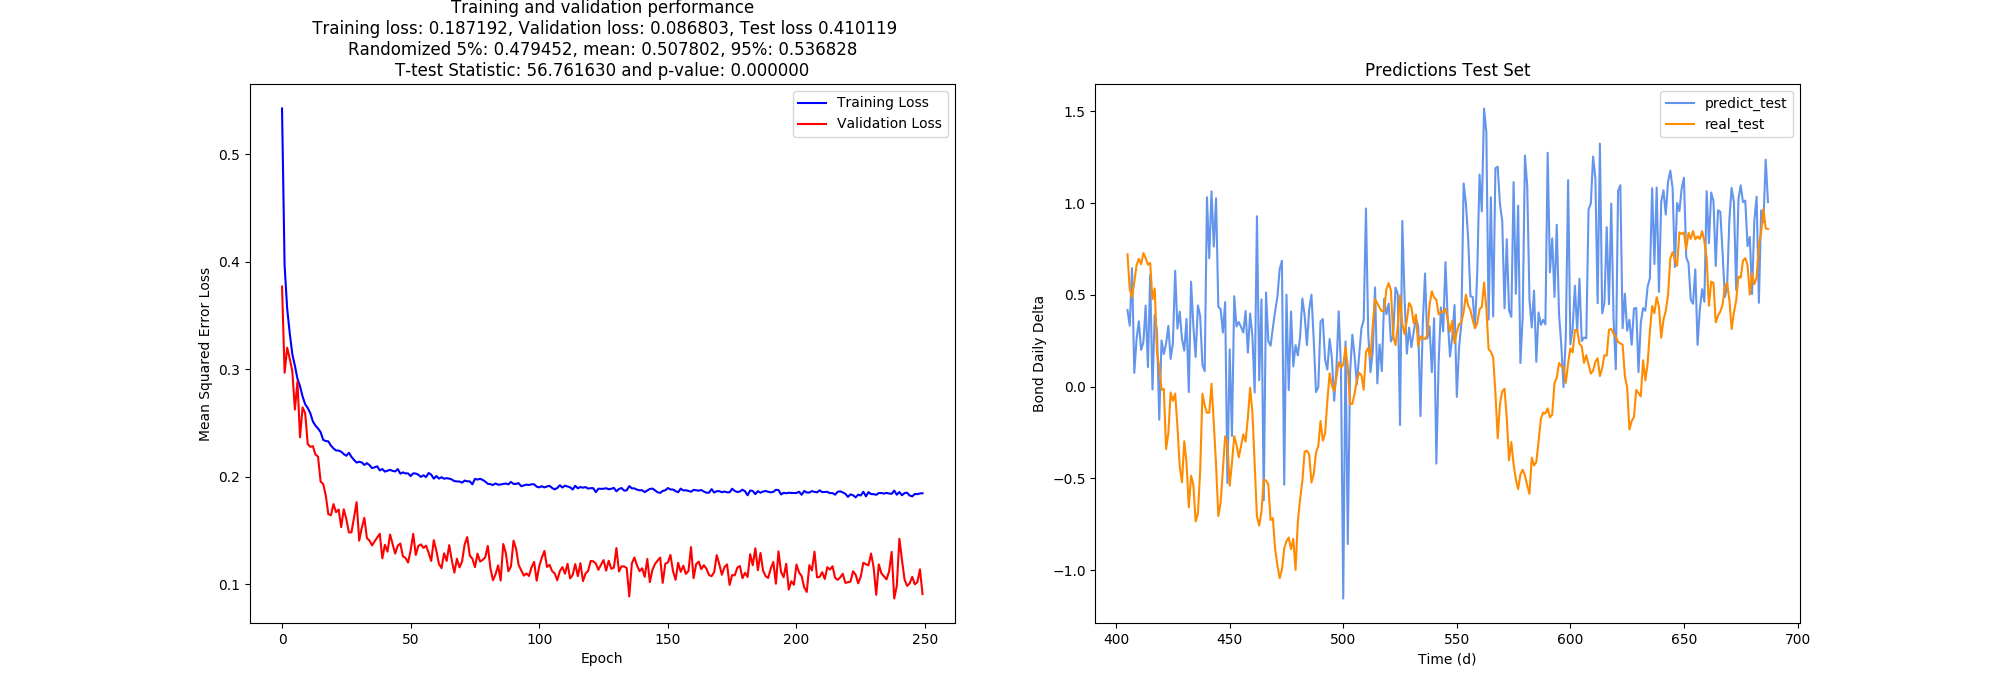 Training and validation performance
Training loss: 0.187192, Validation loss: 0.086803, Test loss 0.410119
Randomized 5%: 0.479452, mean: 0.507802, 95%: 0.536828
T-test Statistic: 56.761630 and p-value: 0.000000
Training Loss
Validation Loss
Mean Squared Error Loss
0.5
0.4
0.3
0.2
0.1
0
50
100
150
200
250
Epoch
Predictions Test Set
predict_test
real_test
Bond Daily Delta
1.5
1.0
0.5
0.0
−0.5
−1.0
400
450
500
550
600
650
700
Time (d)